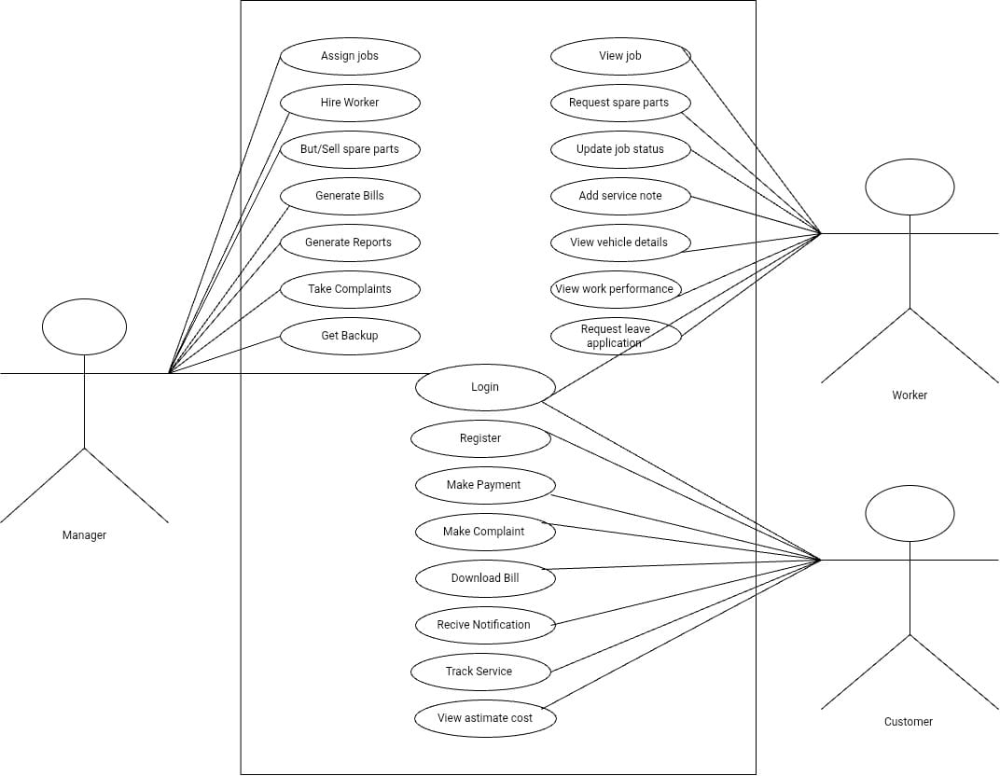 Assign jobs
Hire Worker
But/Sell spare parts
Generate Bills
Generate Reports
Take Complaints
Get Backup
View job
Request spare parts
Update job status
Add service note
View vehicle details
View work performance
Request leave
application
Login
Register
Make Payment
Make Complaint
Download Bill
Recive Notification
Track Service
View astimate cost
Manager
Worker
Customer